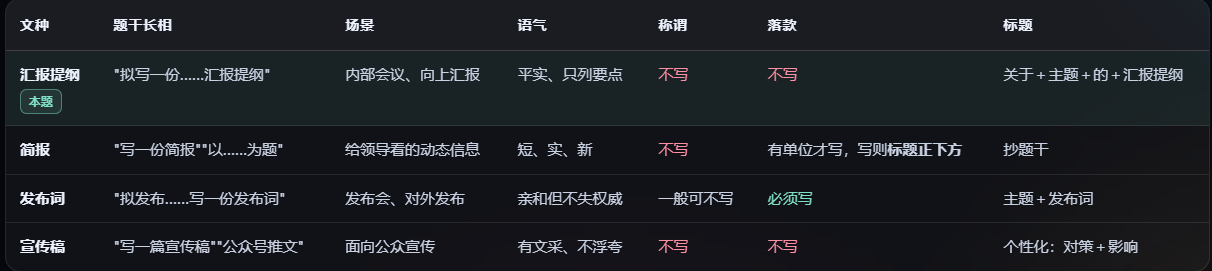 文种 题干长相 场景 语气 称谓 落款 标题
汇报提纲 "拟写一份……汇报提纲" 内部会议、向上汇报 平实、只列要点 不写 不写 关于＋主题＋的＋汇报提纲
本题
简报 "写一份简报""以……为题" 给领导看的动态信息 短、实、新 不写 有单位才写，写则标题正下方 抄题干
发布词 "拟发布……写一份发布词" 发布会、对外发布 亲和但不失权威 一般可不写 必须写 主题＋发布词
宣传稿 "写一篇宣传稿""公众号推文" 面向公众宣传 有文采、不浮夸 不写 不写 个性化：对策＋影响